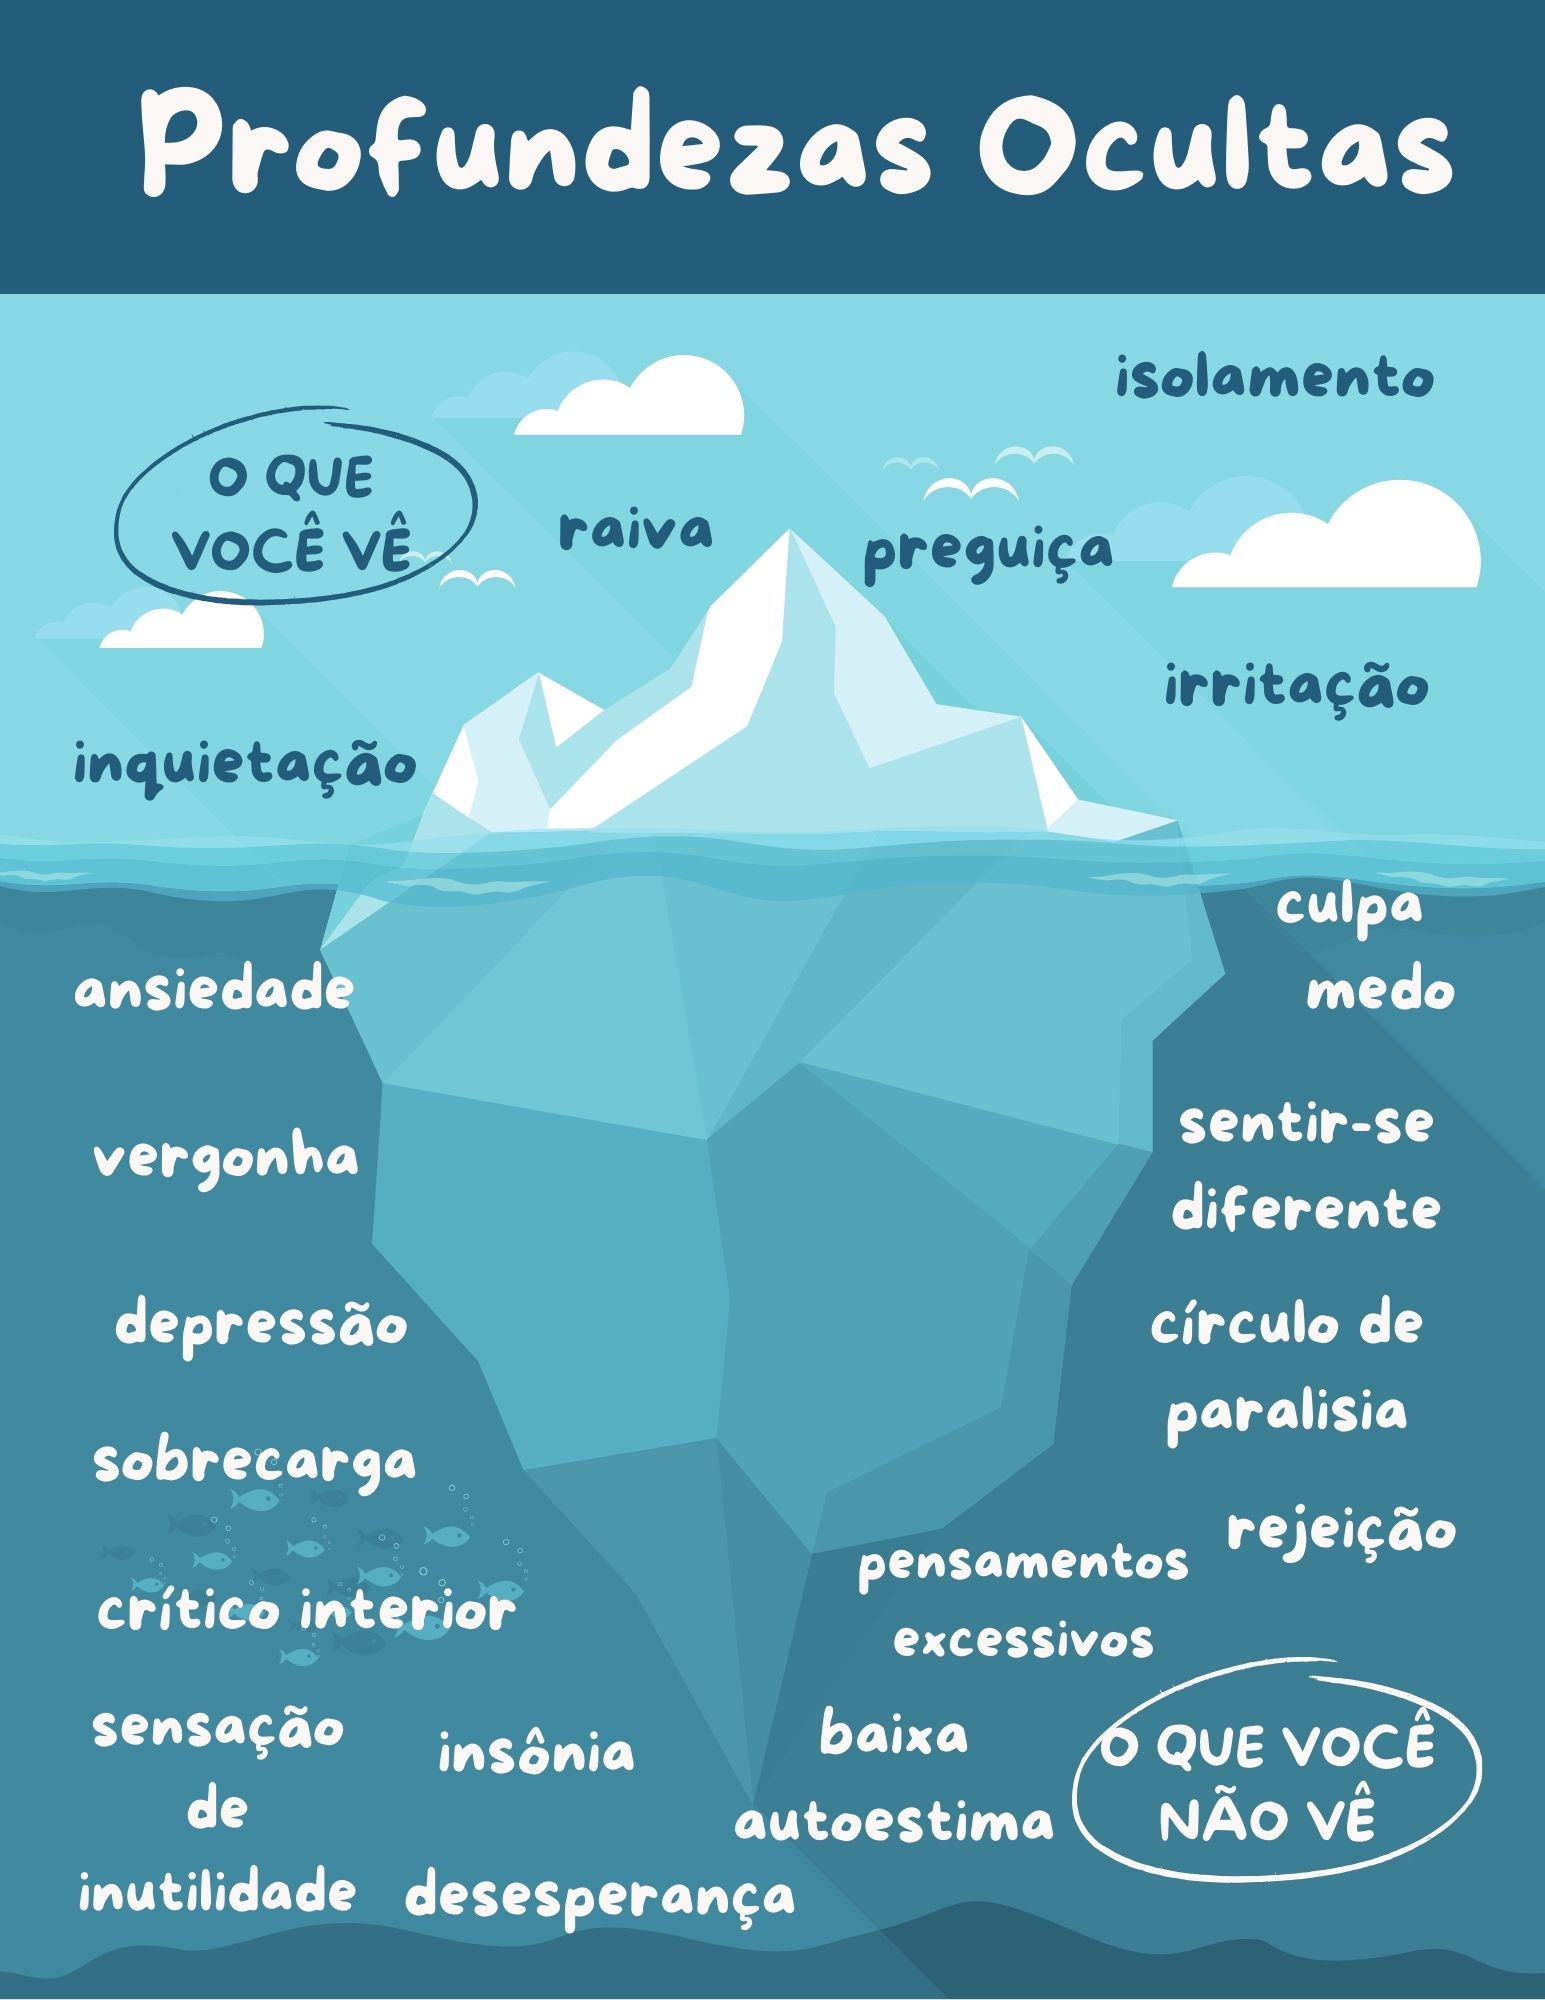 Profundezas Ocultas
isolamento
O QUE
VOCÊ VÊ
raiva
preguiça
irritação
inquietação
culpa
ansiedade
medo
sentir-se
diferente
vergonha
depressão
círculo de
paralisia
sobrecarga
rejeição
pensamentos
excessivos
crítico interior
sensação
de
inutilidade
insônia
baixa
autoestima
O QUE VOCÊ
NÃO VÊ
desesperança